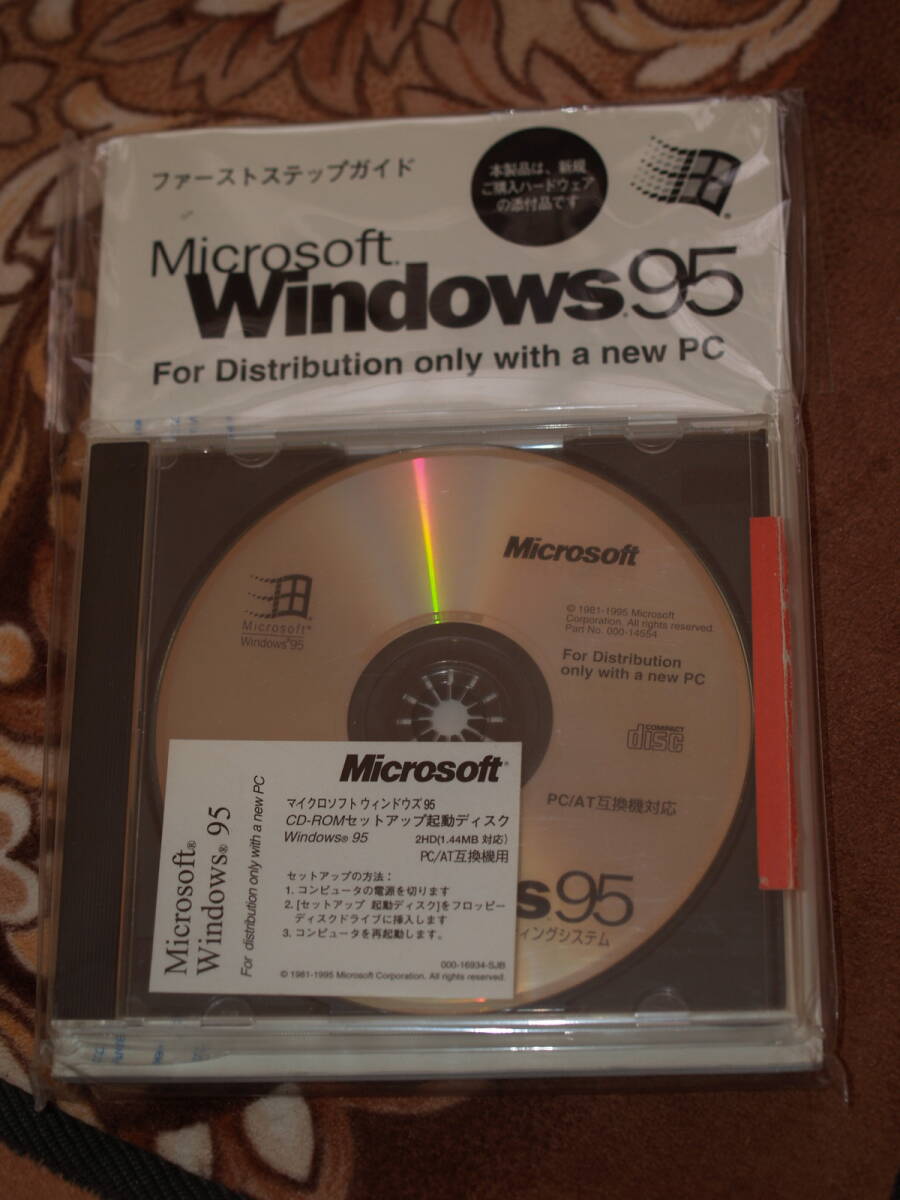 ファーストステップガイド
本製品は、新規
ご購入ハードウェア
の添付品です
Microsoft®
Windows®95
For Distribution only with a new PC
Microsoft
© 1981-1995 Microsoft
Corporation. All rights reserved.
Part No. 000-14554
Microsoft®
Windows®95
For Distribution
only with a new PC
COMPACT
disc
PC/AT互換機対応
s95
ィングシステム
Microsoft®
Windows® 95
For distribution only with a new PC
Microsoft®
マイクロソフト ウィンドウズ 95
CD-ROMセットアップ起動ディスク
Windows® 95
2HD(1.44MB 対応)
PC/AT互換機用
セットアップの方法：
1. コンピュータの電源を切ります
2. [セットアップ 起動ディスク]をフロッピー
ディスクドライブに挿入します
3. コンピュータを再起動します。
000-16934-SJB
© 1981-1995 Microsoft Corporation. All rights reserved.